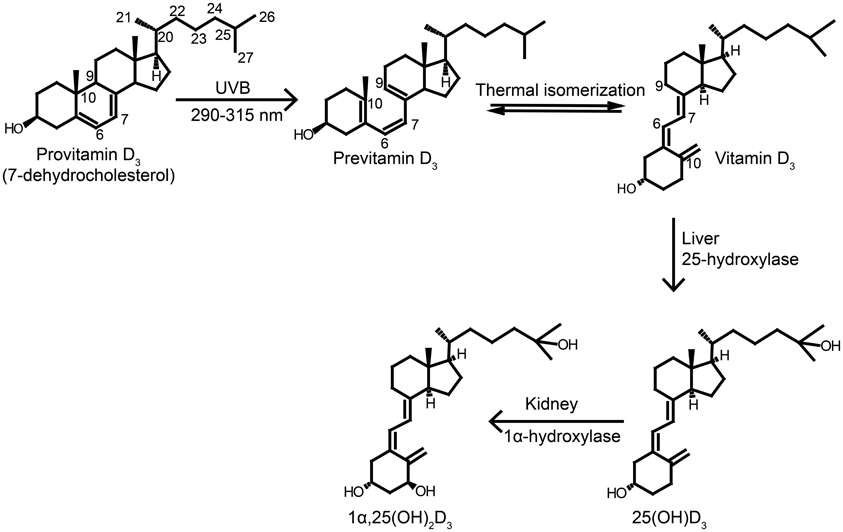 21
22
24
26
20
23
25
27
H
9
10
HO
6
7
Provitamin D₃
(7-dehydrocholesterol)
UVB
290-315 nm
H
9
10
HO
6
7
Previtamin D₃
Thermal isomerization
H
9
H
6
7
10
HO
Vitamin D₃
Liver
25-hydroxylase
OH
H
H
HO
OH
1α,25(OH)₂D₃
Kidney
1α-hydroxylase
OH
H
H
HO
25(OH)D₃